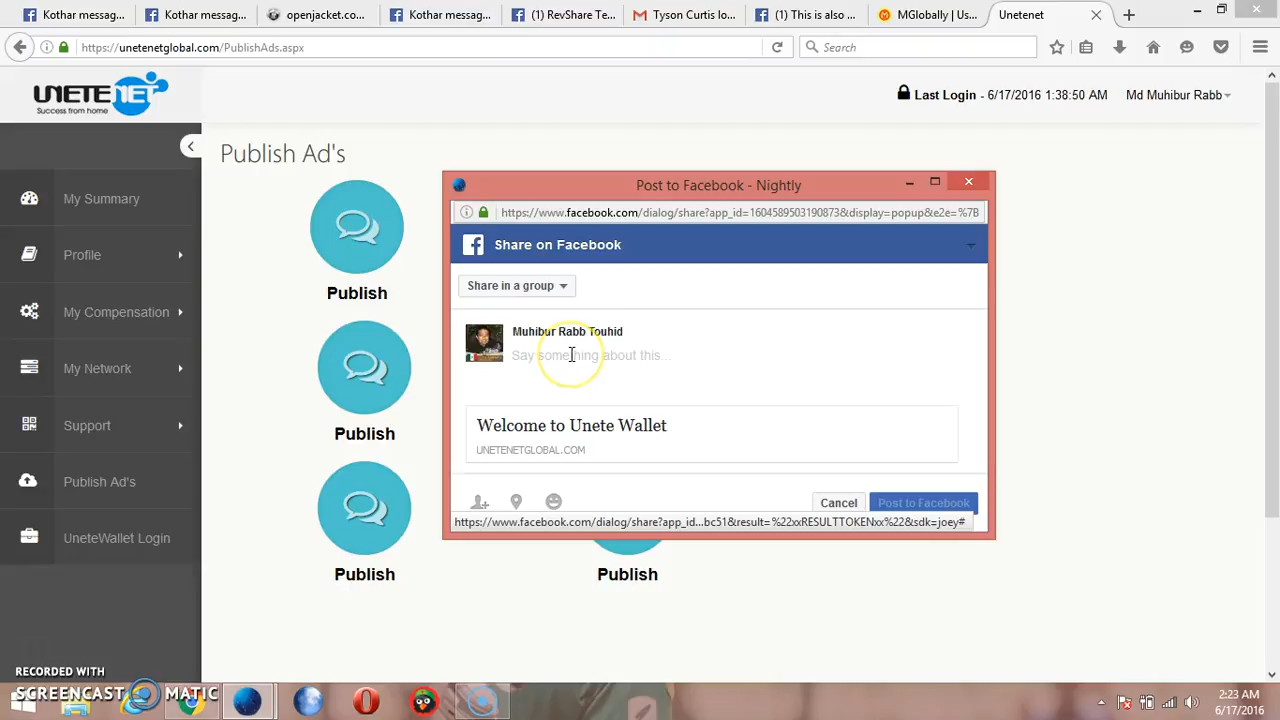 Kothar messag...
Kothar messag...
openjacket.co...
Kothar messag...
(1) RevShare Te...
Tyson Curtis lo...
(1) This is also ...
MGlobally | Us...
Unetenet
https://unetenetglobal.com/PublishAds.aspx
Search
UNETENET
Success from home
Last Login - 6/17/2016 1:38:50 AM
Md Muhibur Rabb
Publish Ad's
My Summary
Profile
My Compensation
My Network
Support
Publish Ad's
UneteWallet Login
Publish
Publish
Publish
Publish
Post to Facebook - Nightly
https://www.facebook.com/dialog/share?app_id=1604589503190873&display=popup&e2e=%7B
Share on Facebook
Share in a group
Muhibur Rabb Touhid
Say something about this...
Welcome to Unete Wallet
UNETENETGLOBAL.COM
Cancel
Post to Facebook
https://www.facebook.com/dialog/share?app_id...bc51&result=%22xxRESULTTOKENxx%22&sdk=joey#
RECORDED WITH
SCREENCAST MATIC
2:23 AM
6/17/2016